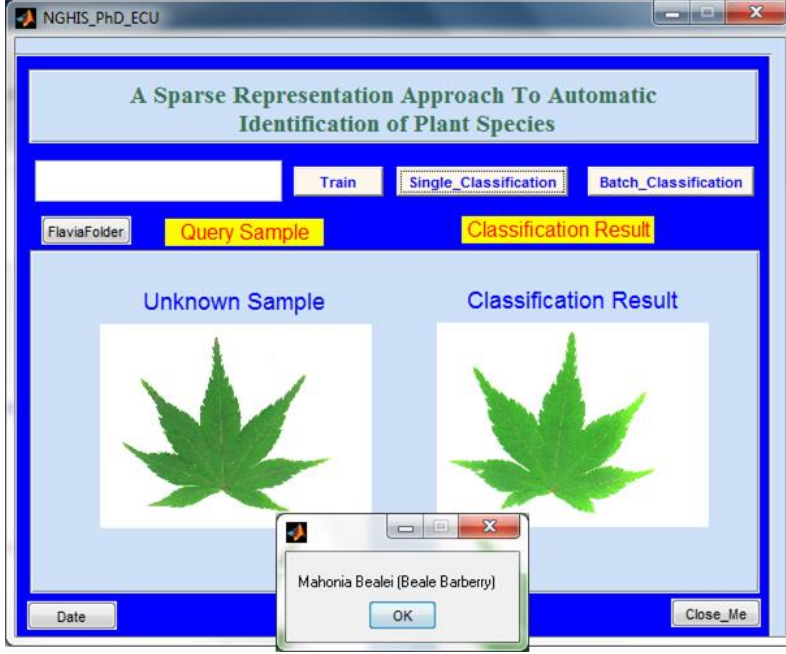 NGHIS_PhD_ECU
A Sparse Representation Approach To Automatic
Identification of Plant Species
Train
Single_Classification
Batch_Classification
FlaviaFolder
Query Sample
Classification Result
Unknown Sample
Classification Result
Mahonia Bealei (Beale Barberry)
OK
Date
Close_Me